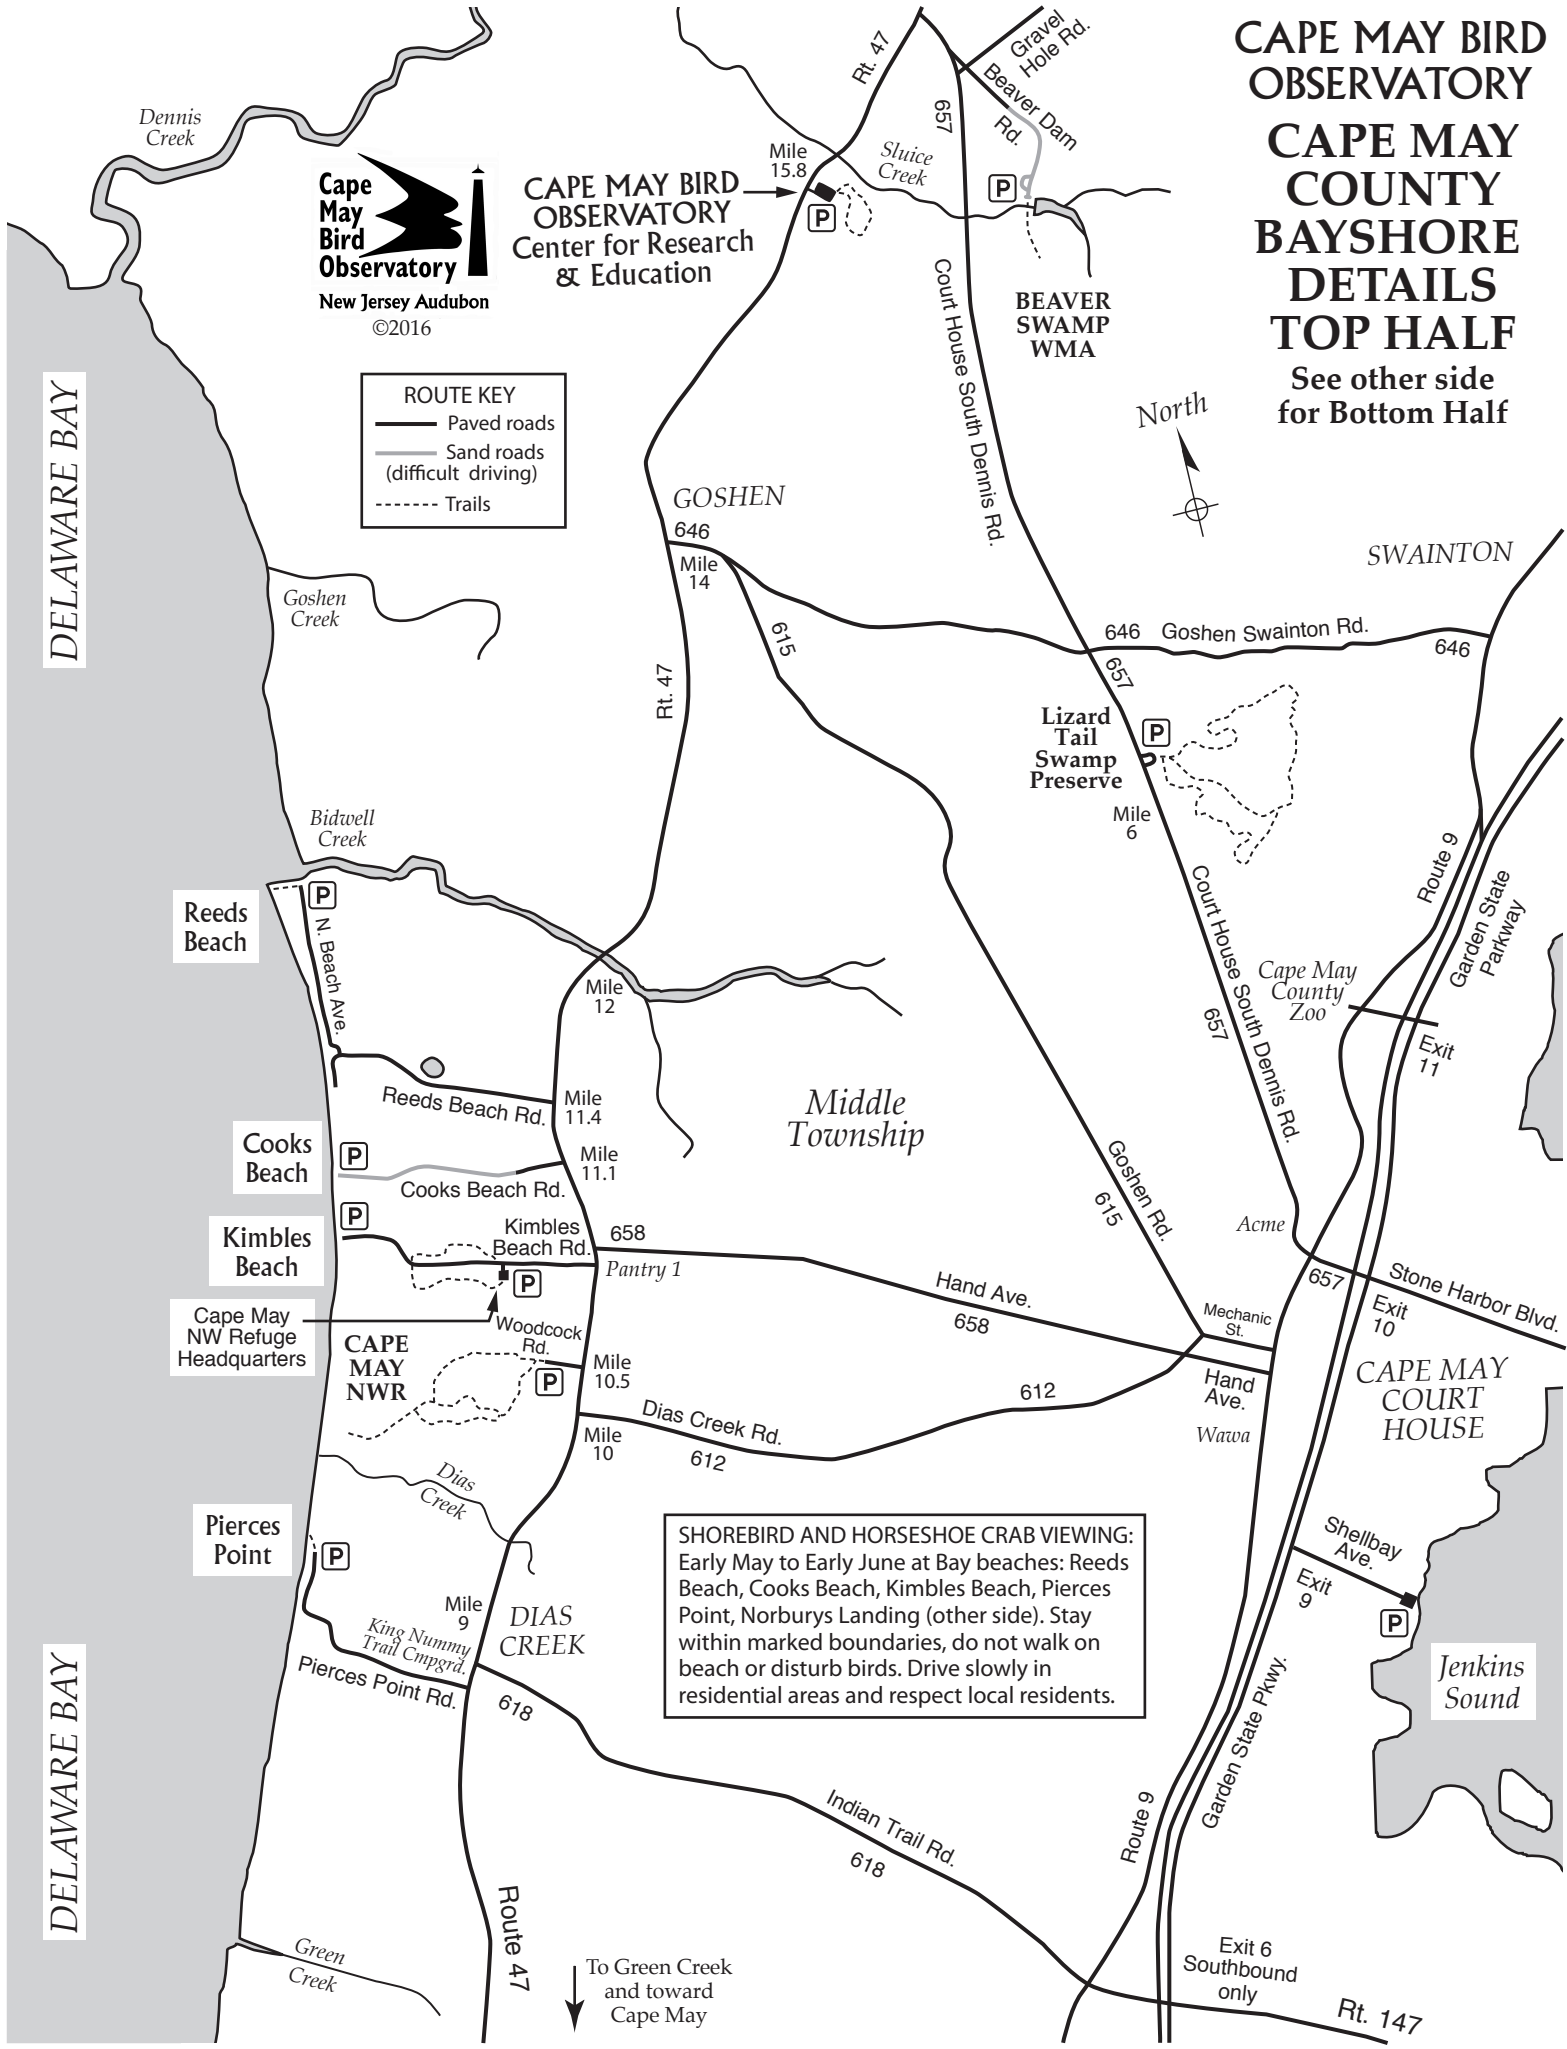 CAPE MAY BIRD
OBSERVATORY
CAPE MAY
COUNTY
BAYSHORE
DETAILS
TOP HALF
See other side
for Bottom Half
Rt. 47
Gravel
Hole Rd.
Beaver Dam
Rd.
657
Dennis
Creek
Mile
15.8
Sluice
Creek
P
Cape
May
Bird
Observatory
New Jersey Audubon
©2016
CAPE MAY BIRD
OBSERVATORY
Center for Research
& Education
P
BEAVER
SWAMP
WMA
Court House South Dennis Rd.
ROUTE KEY
Paved roads
Sand roads
(difficult driving)
Trails
North
DELAWARE BAY
GOSHEN
646
Mile
14
SWAINTON
Goshen
Creek
615
646
Goshen Swainton Rd.
646
657
Rt. 47
Lizard
Tail
Swamp
Preserve
P
Mile
6
Bidwell
Creek
Route 9
Garden State
Parkway
Court House South Dennis Rd.
657
Reeds
Beach
P
N. Beach Ave.
Mile
12
Cape May
County
Zoo
Exit
11
Reeds Beach Rd.
Mile
11.4
Middle
Township
Cooks
Beach
P
Mile
11.1
Cooks Beach Rd.
Goshen Rd.
615
Kimbles
Beach
P
Kimbles
Beach Rd.
658
Pantry 1
P
Acme
657
Stone Harbor Blvd.
Exit
10
Hand Ave.
658
Mechanic
St.
Cape May
NW Refuge
Headquarters
CAPE
MAY
NWR
Woodcock
Rd.
P
Mile
10.5
CAPE MAY
COURT
HOUSE
Hand
Ave.
Wawa
Dias Creek Rd.
612
612
Mile
10
Dias
Creek
Pierces
Point
P
SHOREBIRD AND HORSESHOE CRAB VIEWING:
Early May to Early June at Bay beaches: Reeds
Beach, Cooks Beach, Kimbles Beach, Pierces
Point, Norburys Landing (other side). Stay
within marked boundaries, do not walk on
beach or disturb birds. Drive slowly in
residential areas and respect local residents.
Shellbay
Ave.
Exit
9
P
Mile
9
DIAS
CREEK
King Nummy
Trail Cmpgrd.
Pierces Point Rd.
618
Jenkins
Sound
DELAWARE BAY
Garden State Pkwy.
Route 9
Indian Trail Rd.
618
Route 47
Green
Creek
To Green Creek
and toward
Cape May
Exit 6
Southbound
only
Rt. 147